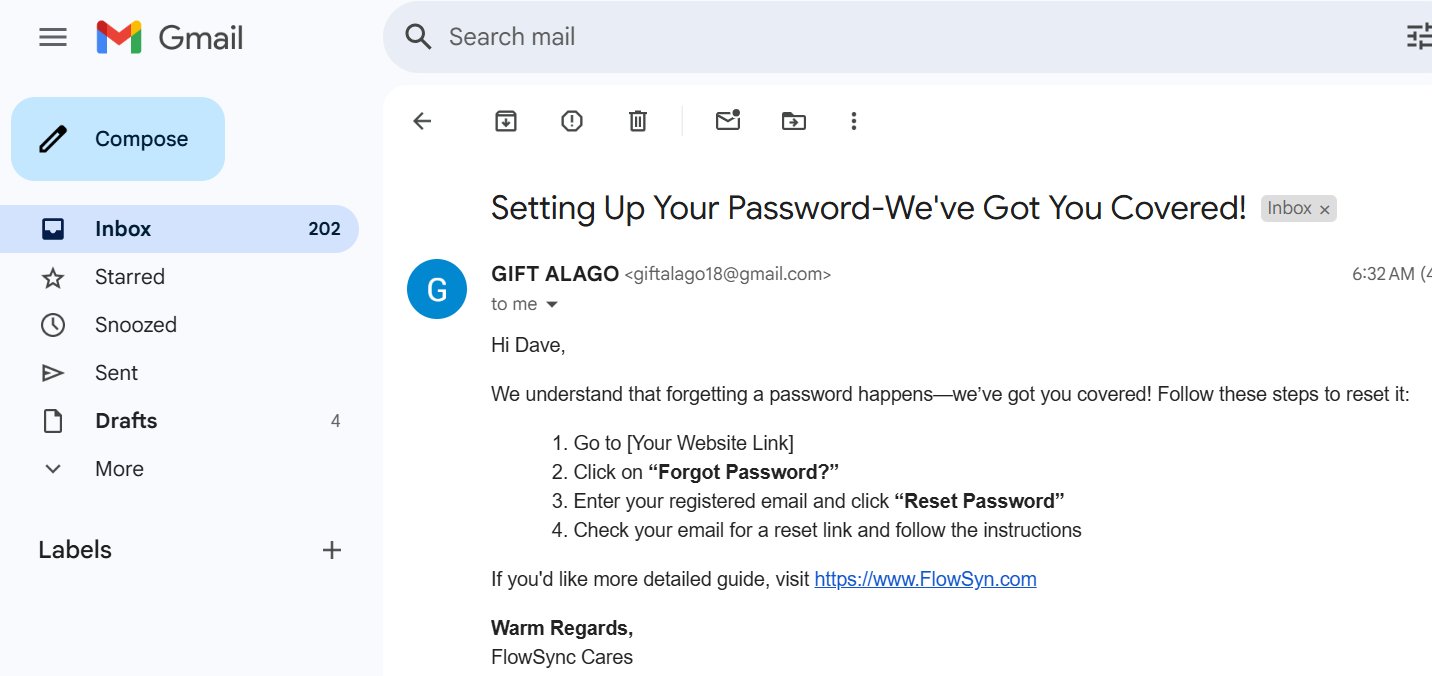 Gmail
Search mail
Compose
Inbox 202
Starred
Snoozed
Sent
Drafts 4
More
Labels
Setting Up Your Password-We've Got You Covered! Inbox ×
G
GIFT ALAGO <giftalago18@gmail.com> 6:32 AM (4
to me
Hi Dave,
We understand that forgetting a password happens—we’ve got you covered! Follow these steps to reset it:
1. Go to [Your Website Link]
2. Click on “Forgot Password?”
3. Enter your registered email and click “Reset Password”
4. Check your email for a reset link and follow the instructions
If you'd like more detailed guide, visit https://www.FlowSyn.com
Warm Regards,
FlowSync Cares